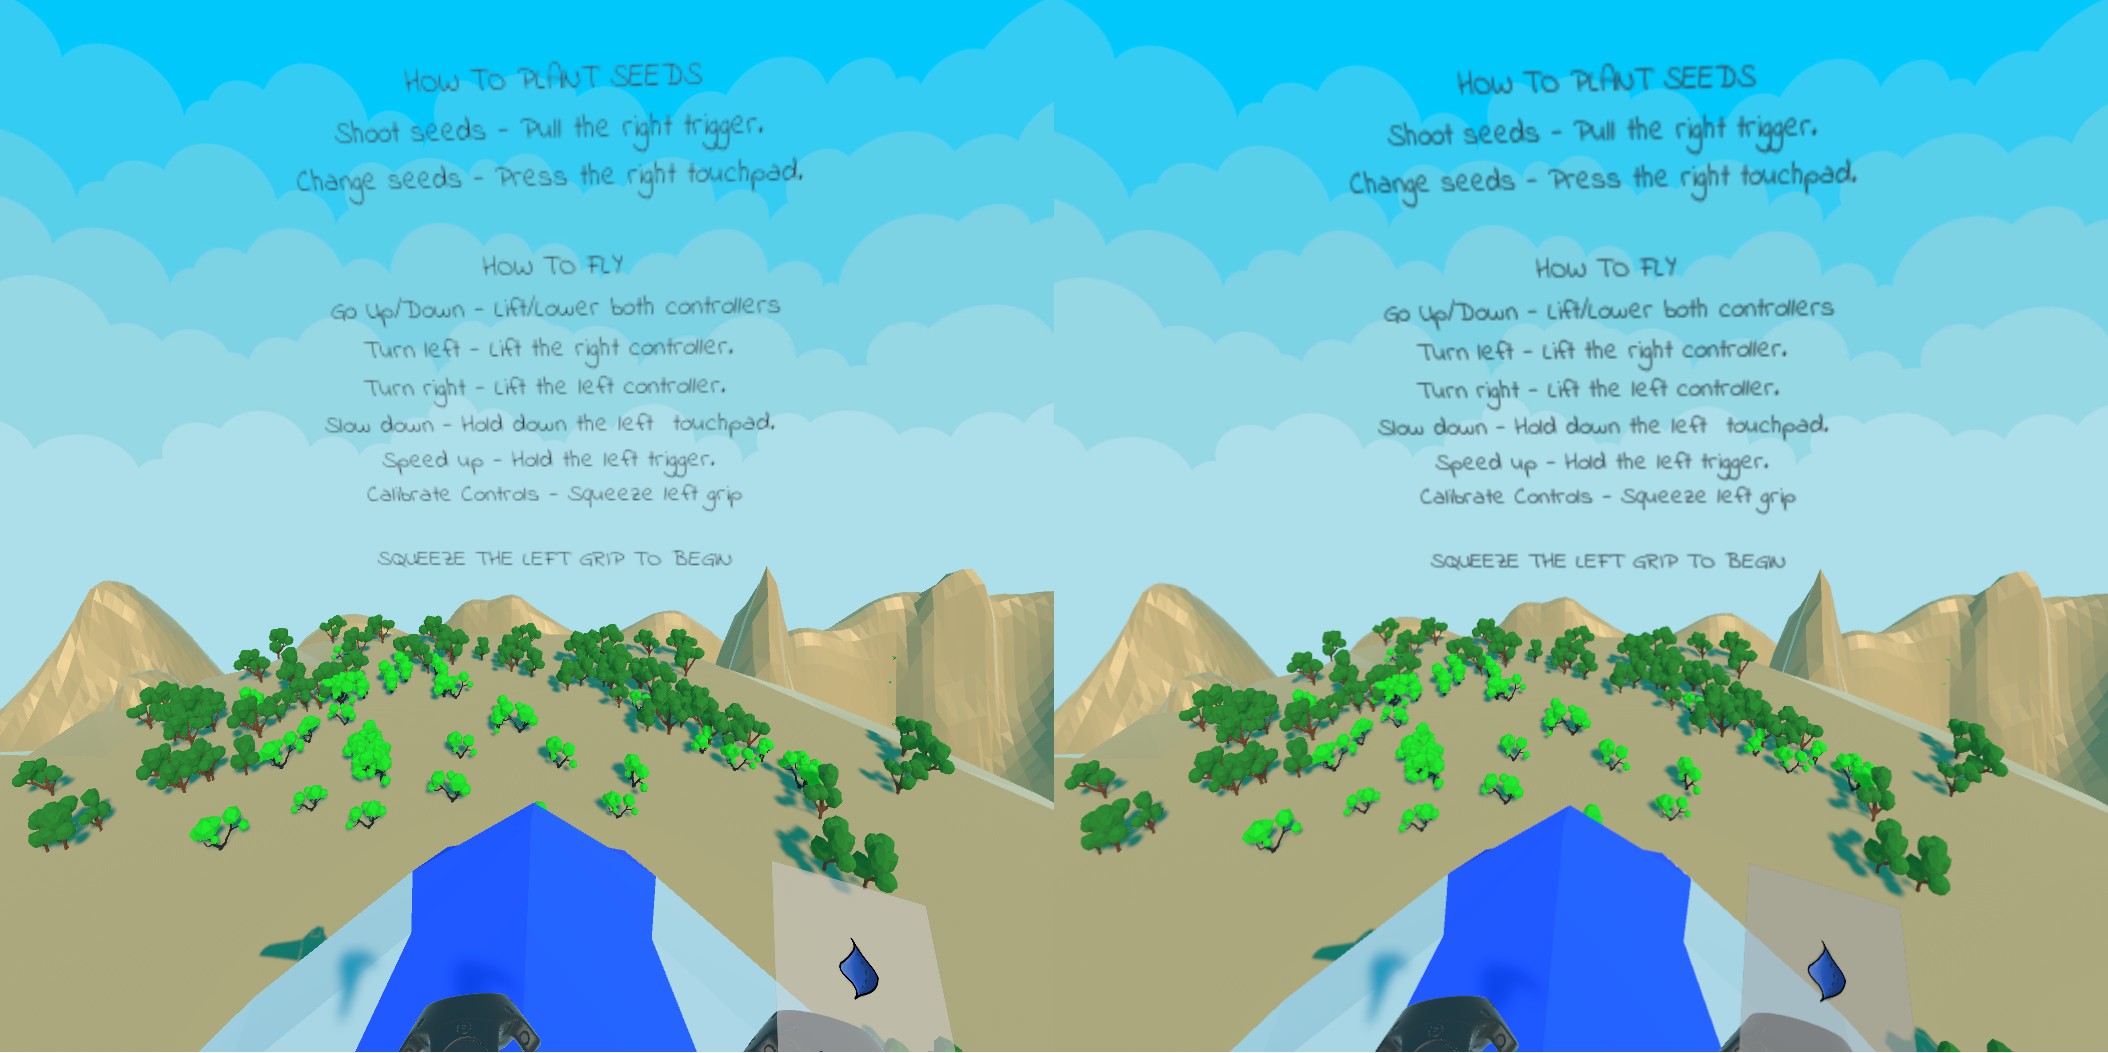 HOW TO PLANT SEEDS
Shoot seeds - Pull the right trigger.
Change seeds - Press the right touchpad.
HOW TO FLY
Go Up/Down - Lift/Lower both controllers
Turn left - Lift the right controller.
Turn right - Lift the left controller.
Slow down - Hold down the left touchpad.
Speed up - Hold the left trigger.
Calibrate Controls - Squeeze left grip
SQUEEZE THE LEFT GRIP TO BEGIN
HOW TO PLANT SEEDS
Shoot seeds - Pull the right trigger.
Change seeds - Press the right touchpad.
HOW TO FLY
Go Up/Down - Lift/Lower both controllers
Turn left - Lift the right controller.
Turn right - Lift the left controller.
Slow down - Hold down the left touchpad.
Speed up - Hold the left trigger.
Calibrate Controls - Squeeze left grip
SQUEEZE THE LEFT GRIP TO BEGIN